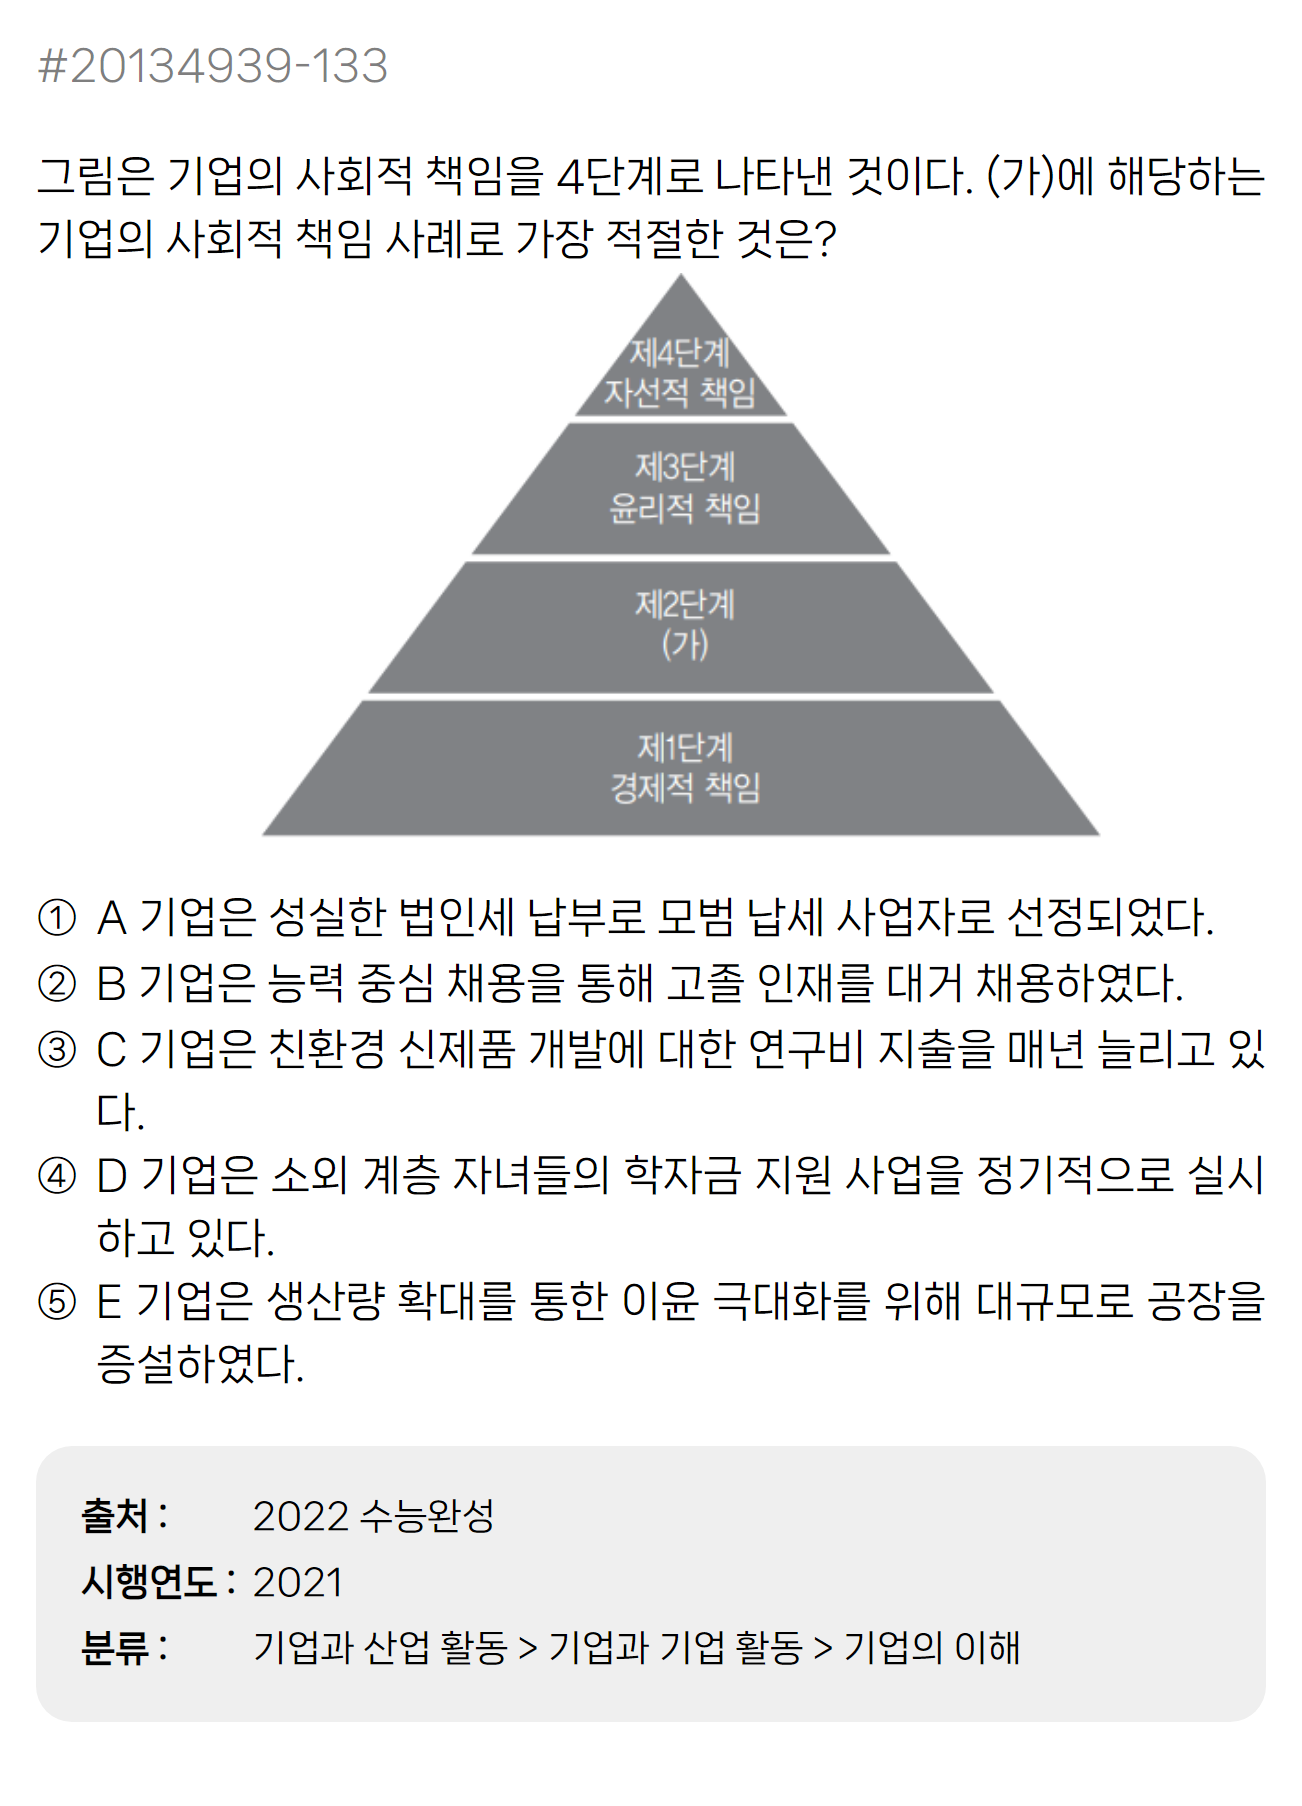 #20134939-133
그림은 기업의 사회적 책임을 4단계로 나타낸 것이다. (가)에 해당하는
기업의 사회적 책임 사례로 가장 적절한 것은?
제4단계
자선적 책임
제3단계
윤리적 책임
제2단계
(가)
제1단계
경제적 책임
① A 기업은 성실한 법인세 납부로 모범 납세 사업자로 선정되었다.
② B 기업은 능력 중심 채용을 통해 고졸 인재를 대거 채용하였다.
③ C 기업은 친환경 신제품 개발에 대한 연구비 지출을 매년 늘리고 있
다.
④ D 기업은 소외 계층 자녀들의 학자금 지원 사업을 정기적으로 실시
하고 있다.
⑤ E 기업은 생산량 확대를 통한 이윤 극대화를 위해 대규모로 공장을
증설하였다.
출처 : 2022 수능완성
시행연도 : 2021
분류 : 기업과 산업 활동 > 기업과 기업 활동 > 기업의 이해